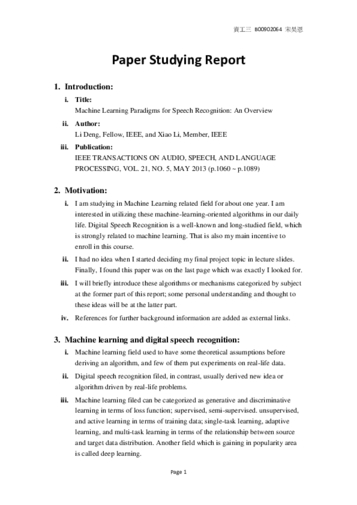 資工三 B00902064 宋昊恩
Paper Studying Report
1. Introduction:
i. Title:
Machine Learning Paradigms for Speech Recognition: An Overview
ii. Author:
Li Deng, Fellow, IEEE, and Xiao Li, Member, IEEE
iii. Publication:
IEEE TRANSACTIONS ON AUDIO, SPEECH, AND LANGUAGE
PROCESSING, VOL. 21, NO. 5, MAY 2013 (p.1060 ~ p.1089)
2. Motivation:
i. I am studying in Machine Learning related field for about one year. I am
interested in utilizing these machine-learning-oriented algorithms in our daily
life. Digital Speech Recognition is a well-known and long-studied field, which
is strongly related to machine learning. That is also my main incentive to
enroll in this course.
ii. I had no idea when I started deciding my final project topic in lecture slides.
Finally, I found this paper was on the last page which was exactly I looked for.
iii. I will briefly introduce these algorithms or mechanisms categorized by subject
at the former part of this report; some personal understanding and thought to
these ideas will be at the latter part.
iv. References for further background information are added as external links.
3. Machine learning and digital speech recognition:
i. Machine learning field used to have some theoretical assumptions before
deriving an algorithm, and few of them put experiments on real-life data.
ii. Digital speech recognition filed, in contrast, usually derived new idea or
algorithm driven by real-life problems.
iii. Machine learning filed can be categorized as generative and discriminative
learning in terms of loss function; supervised, semi-supervised. unsupervised,
and active learning in terms of training data; single-task learning, adaptive
learning, and multi-task learning in terms of the relationship between source
and target data distribution. Another field which is gaining in popularity area
is called deep learning.
Page 1